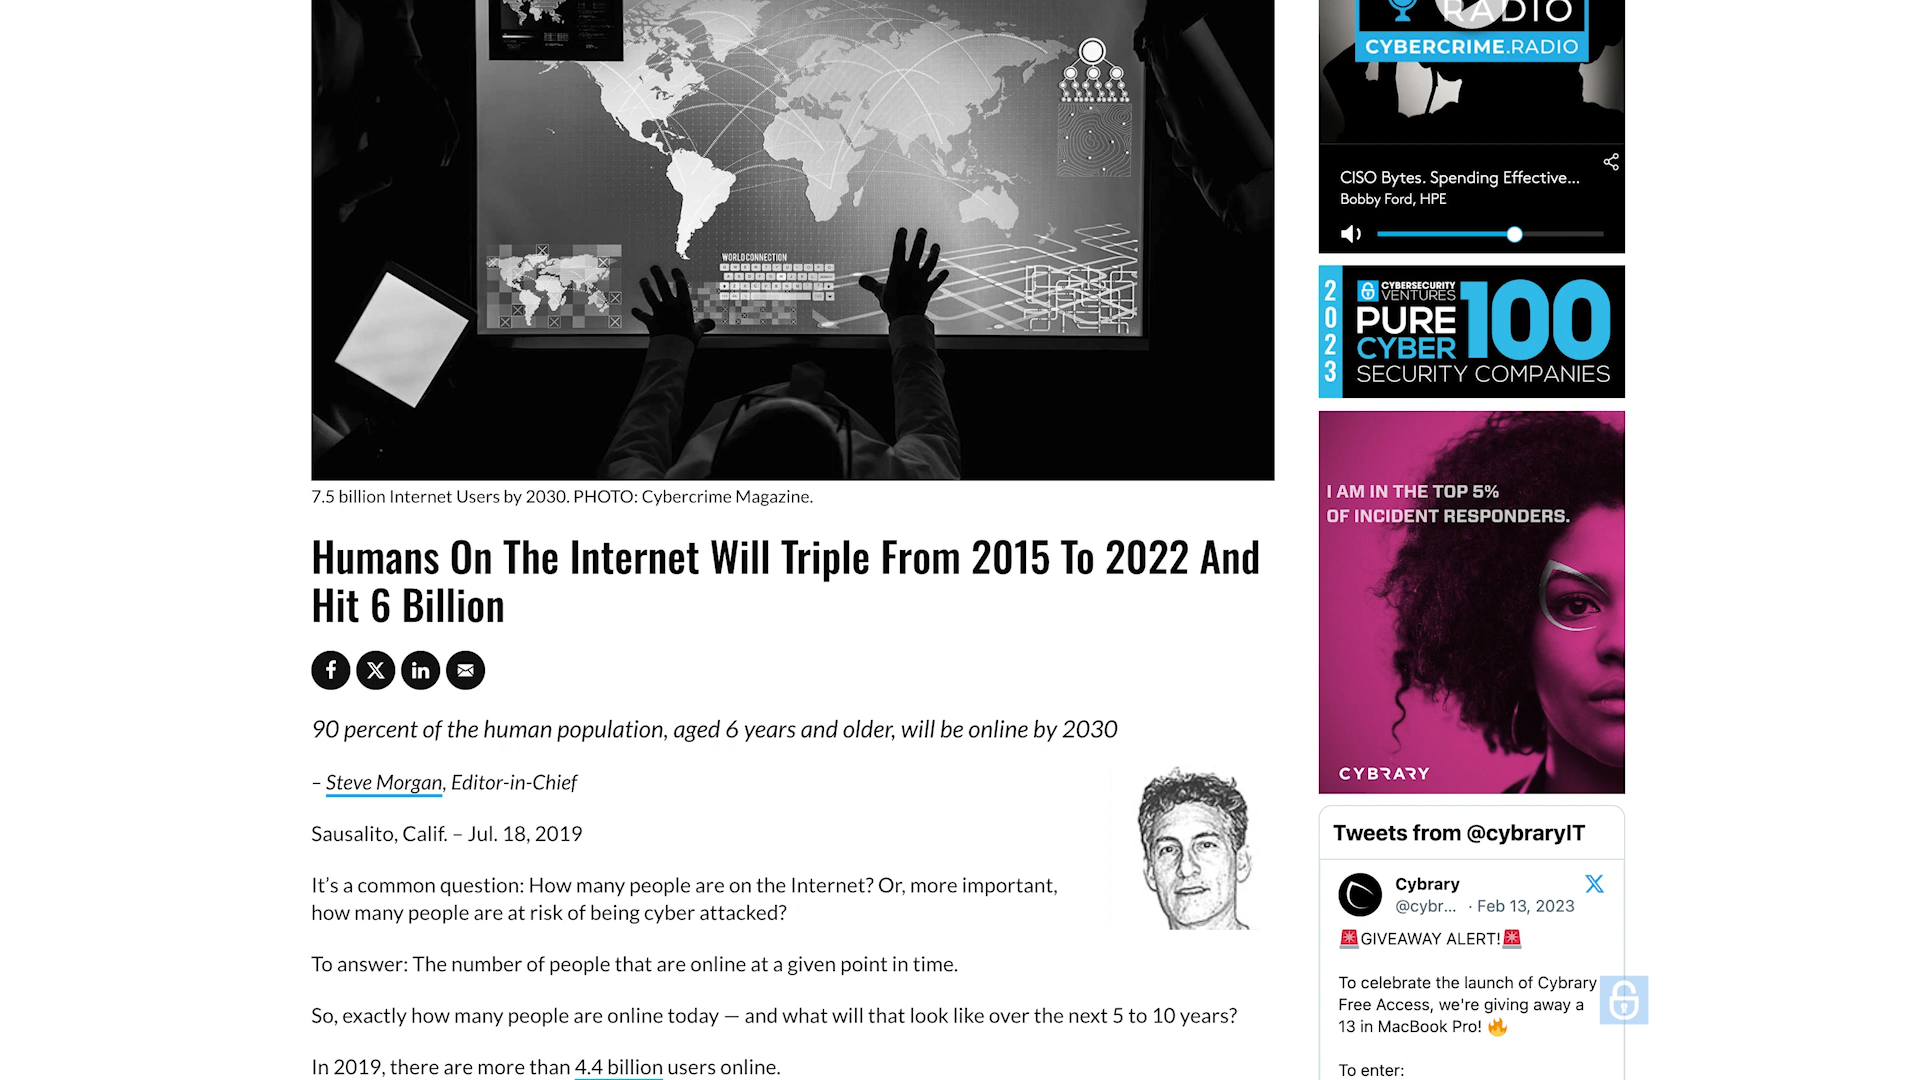 WORLD CONNECTION
7.5 billion Internet Users by 2030. PHOTO: Cybercrime Magazine.
Humans On The Internet Will Triple From 2015 To 2022 And
Hit 6 Billion
90 percent of the human population, aged 6 years and older, will be online by 2030
– Steve Morgan, Editor-in-Chief
Sausalito, Calif. – Jul. 18, 2019
It’s a common question: How many people are on the Internet? Or, more important,
how many people are at risk of being cyber attacked?
To answer: The number of people that are online at a given point in time.
So, exactly how many people are online today — and what will that look like over the next 5 to 10 years?
In 2019, there are more than 4.4 billion users online.
RADIO
CYBERCRIME.RADIO
CISO Bytes. Spending Effective...
Bobby Ford, HPE
2023
CYBERSECURITY
VENTURES
PURE
CYBER
100
SECURITY COMPANIES
I AM IN THE TOP 5%
OF INCIDENT RESPONDERS.
CYBRARY
Tweets from @cybraryIT
Cybrary
@cybr... · Feb 13, 2023
🚨GIVEAWAY ALERT!🚨
To celebrate the launch of Cybrary
Free Access, we're giving away a
13 in MacBook Pro! 🔥
To enter: